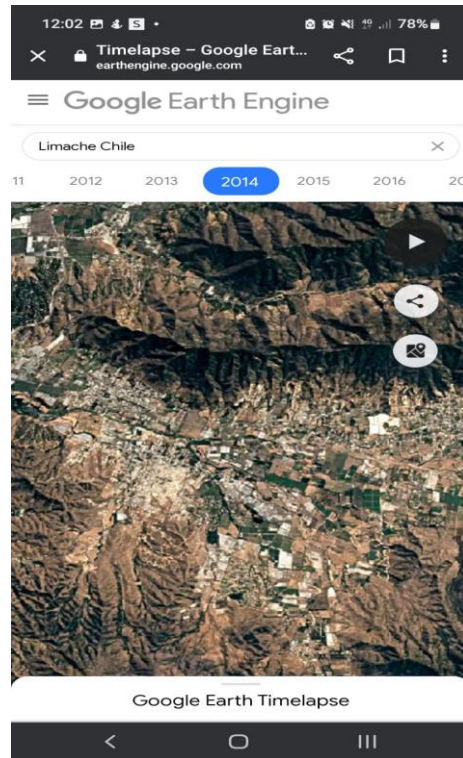 12:02 S •
78%
Timelapse – Google Eart...
earthengine.google.com
Google Earth Engine
Limache Chile
11 2012 2013 2014 2015 2016 20
Google Earth Timelapse